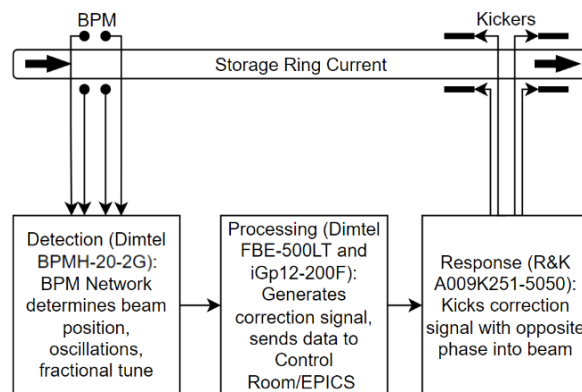 BPM
Kickers
Storage Ring Current
Detection (Dimtel
BPMH-20-2G):
BPM Network
determines beam
position,
oscillations,
fractional tune
Processing (Dimtel
FBE-500LT and
iGp12-200F):
Generates
correction signal,
sends data to
Control
Room/EPICS
Response (R&K
A009K251-5050):
Kicks correction
signal with opposite
phase into beam